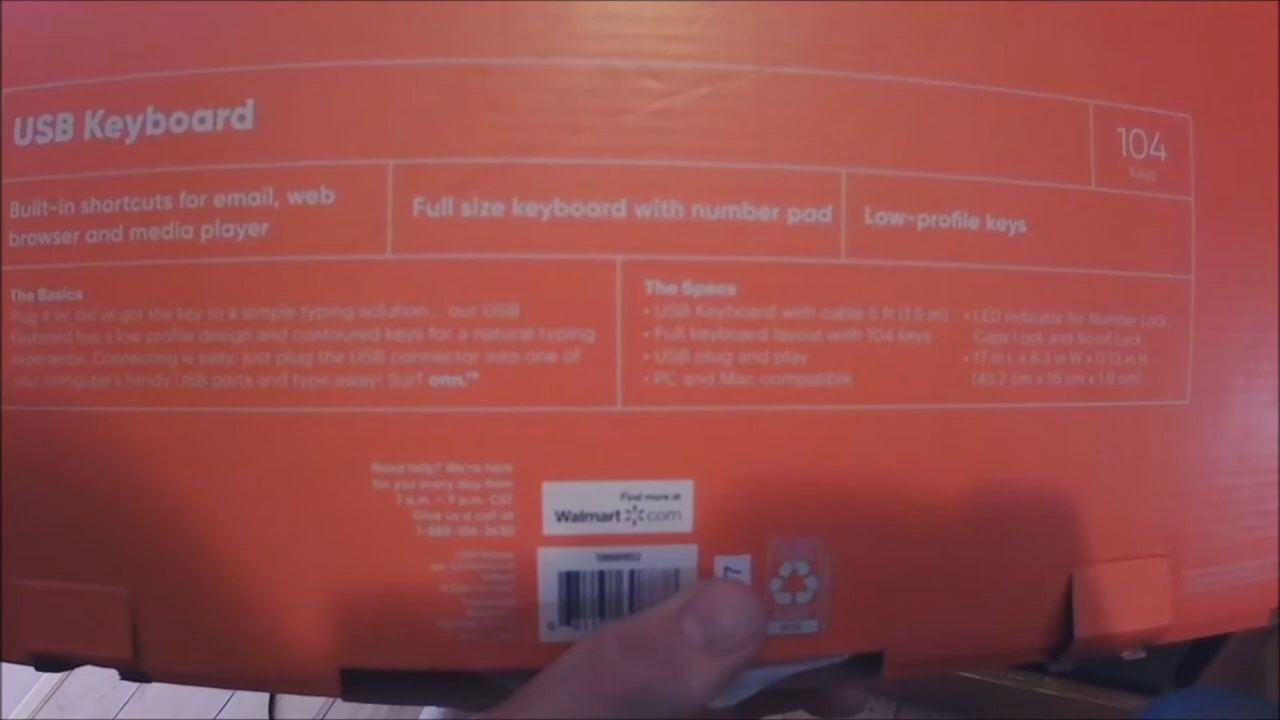 USB Keyboard
104
Keys
Built-in shortcuts for email, web
browser and media player
Full size keyboard with number pad
Low-profile keys
The Basics
Plug it in! We've got the key to a simple typing solution... our USB
Keyboard has a low profile design and contoured keys for a natural typing
experience. Connecting is easy, just plug the USB connector into one of
your computer's handy USB ports and type away! Surf onn.™
The Specs
• USB Keyboard with cable 5 ft (1.5 m)
• Full keyboard layout with 104 keys
• USB plug and play
• PC and Mac compatible
• LED indicator for Number Lock,
Caps Lock and Scroll Lock
• 17 in L x 6.3 in W x 0.73 in H
(43.2 cm x 16 cm x 1.9 cm)
Need help? We're here
for you every day from
7 a.m. - 9 p.m. CST
Give us a call at
Find more at
Walmart com